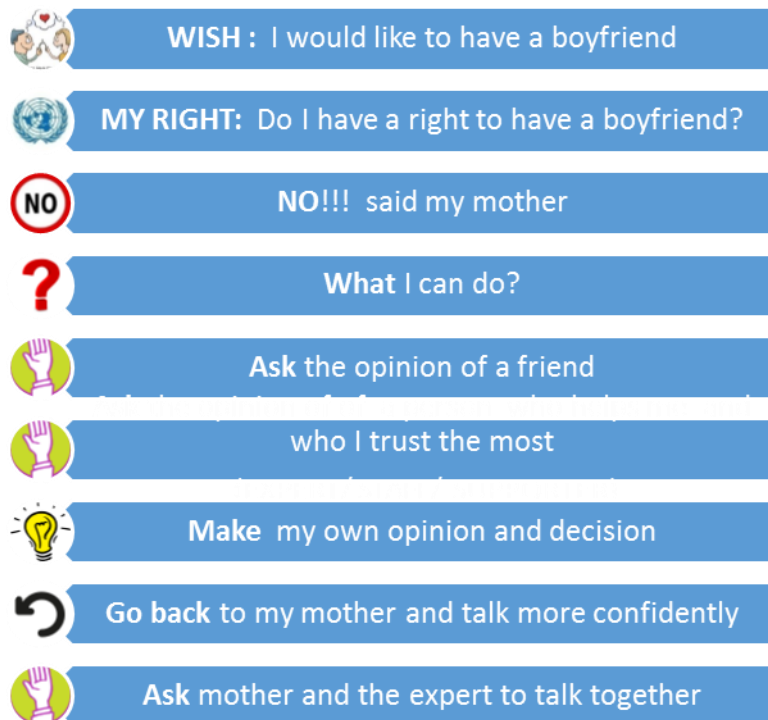 WISH : I would like to have a boyfriend
MY RIGHT: Do I have a right to have a boyfriend?
NO
NO!!! said my mother
What I can do?
Ask the opinion of a friend
who I trust the most
Make my own opinion and decision
Go back to my mother and talk more confidently
Ask mother and the expert to talk together